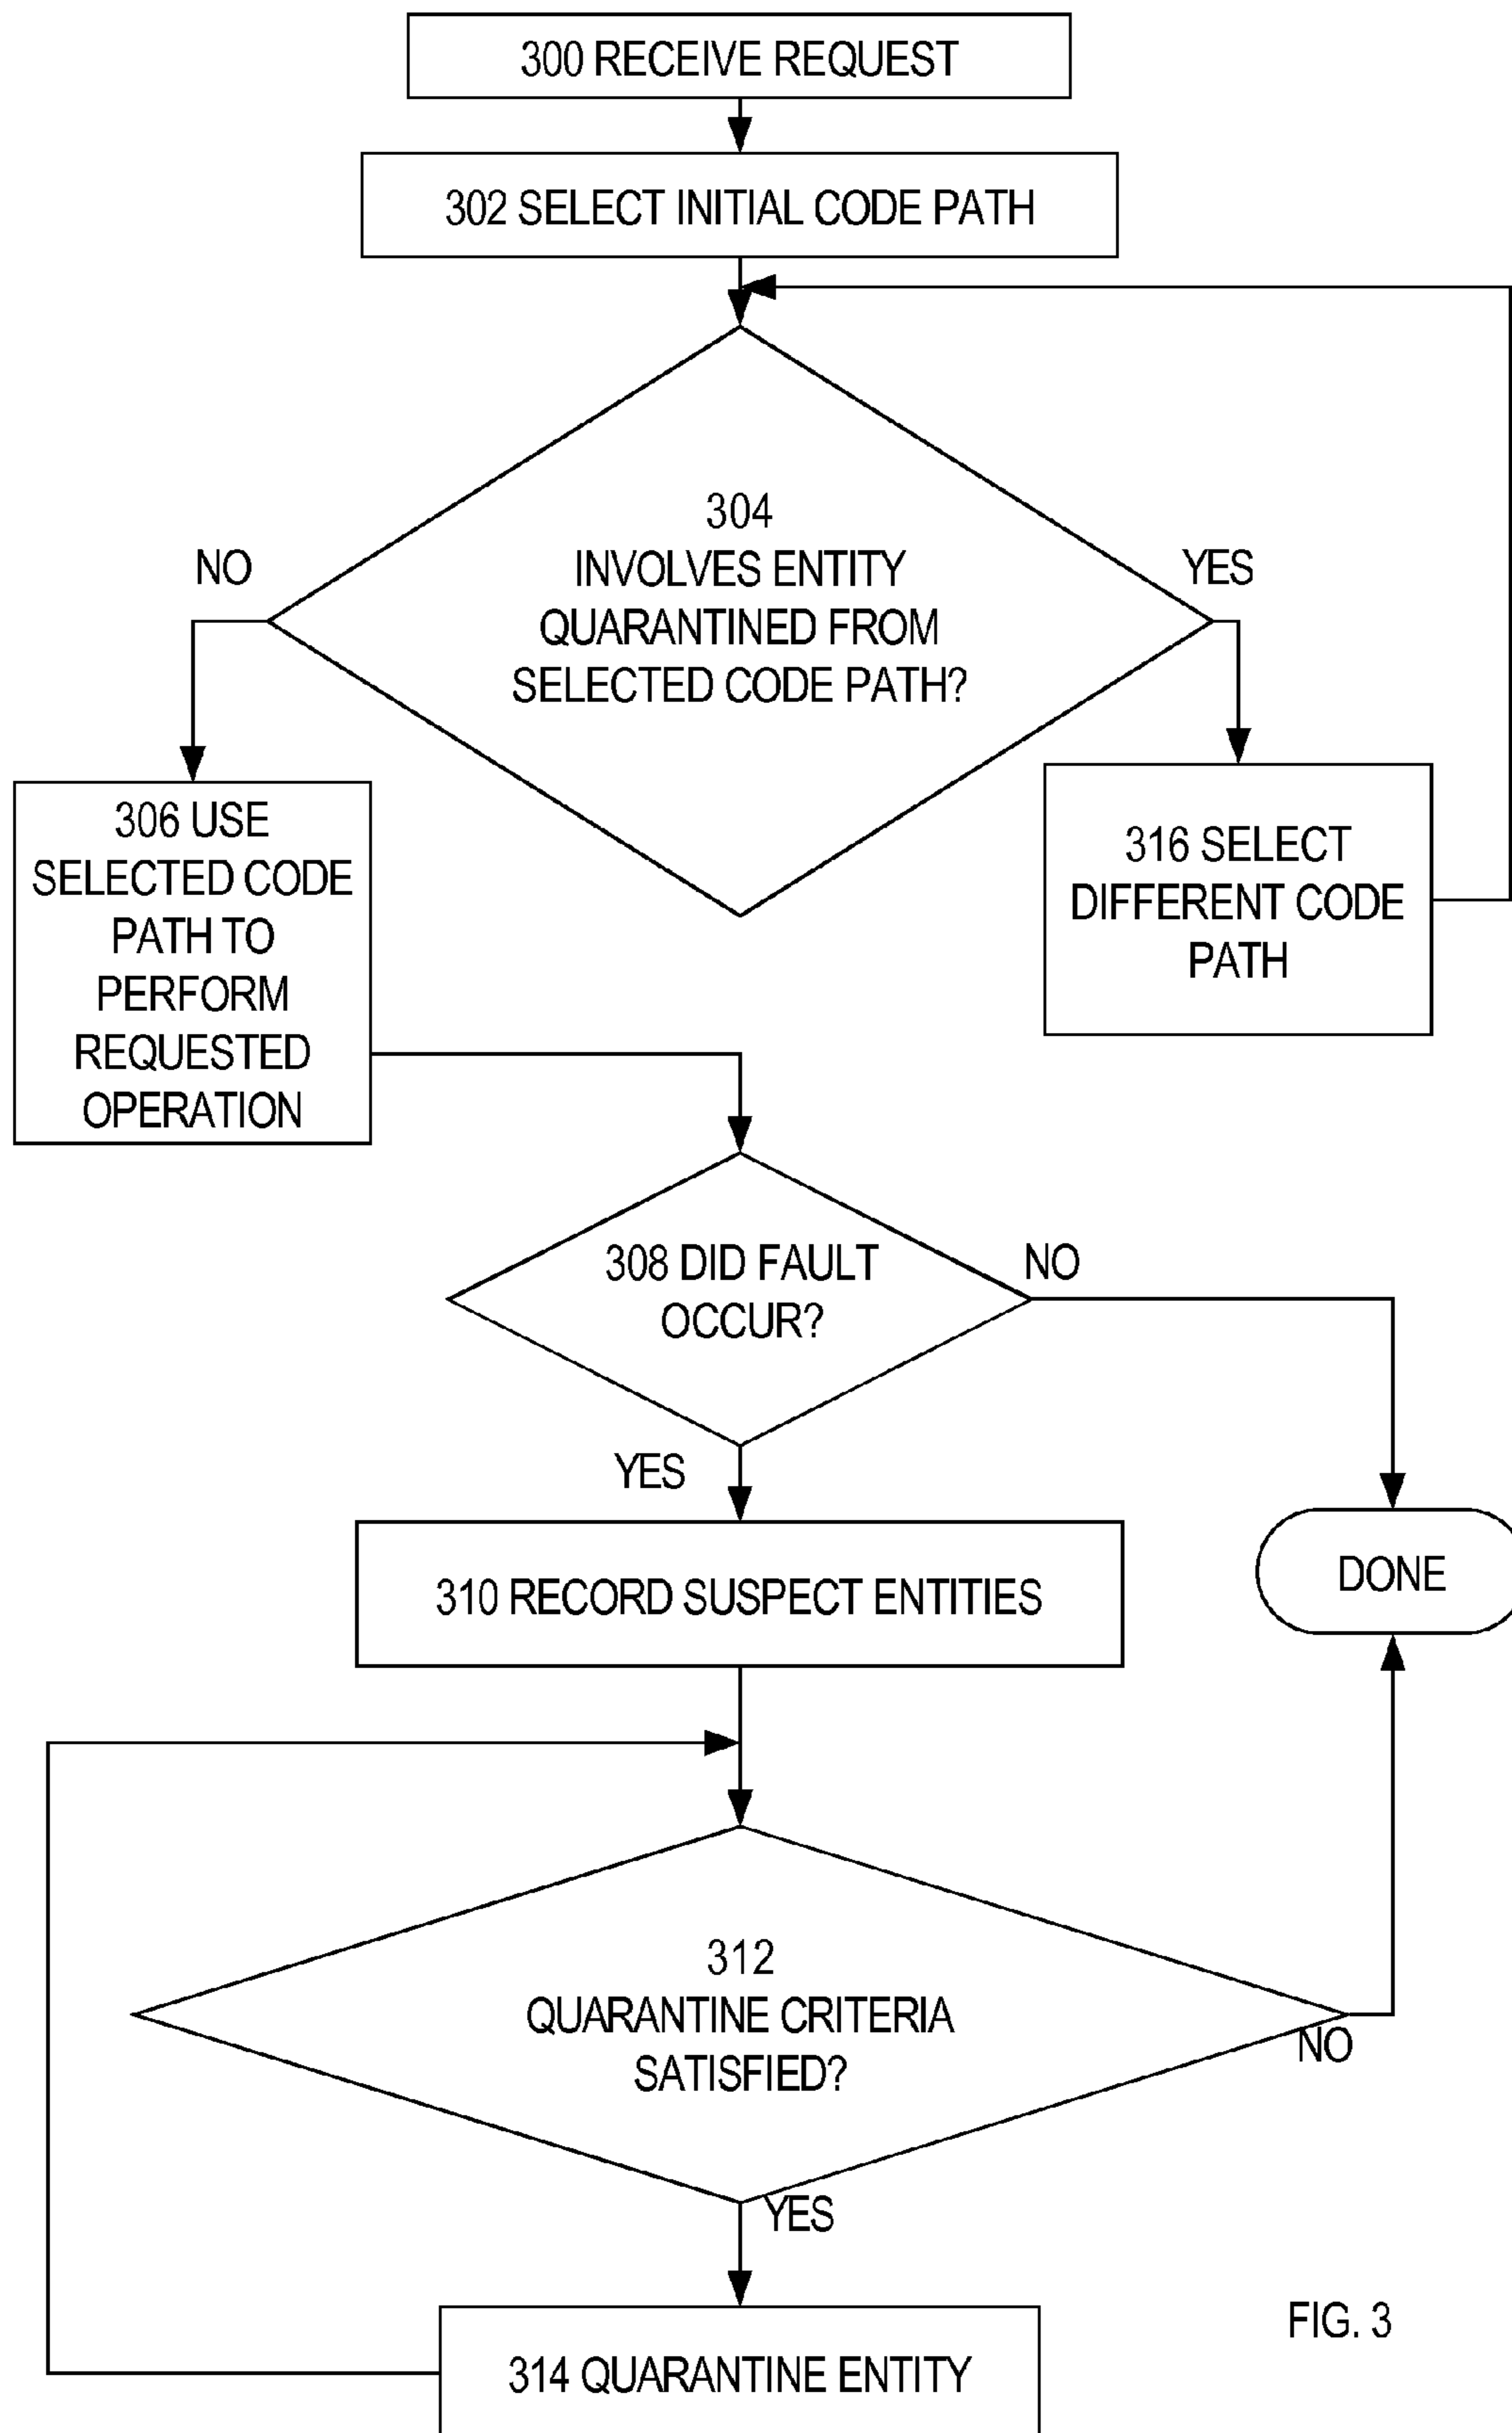 300 RECEIVE REQUEST
302 SELECT INITIAL CODE PATH
304
INVOLVES ENTITY
QUARANTINED FROM
SELECTED CODE PATH?
NO
YES
306 USE
SELECTED CODE
PATH TO
PERFORM
REQUESTED
OPERATION
316 SELECT
DIFFERENT CODE
PATH
308 DID FAULT
OCCUR?
NO
YES
310 RECORD SUSPECT ENTITIES
DONE
312
QUARANTINE CRITERIA
SATISFIED?
NO
YES
314 QUARANTINE ENTITY
FIG. 3